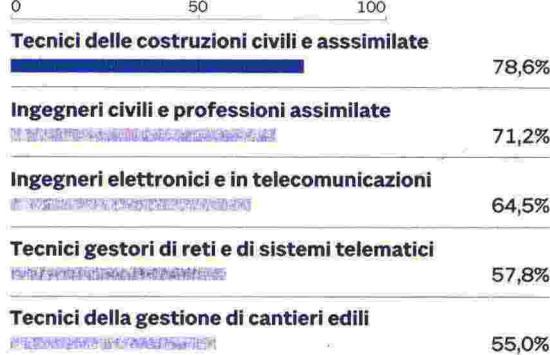 0 50 100
Tecnici delle costruzioni civili e asssimilate
78,6%
Ingegneri civili e professioni assimilate
71,2%
Ingegneri elettronici e in telecomunicazioni
64,5%
Tecnici gestori di reti e di sistemi telematici
57,8%
Tecnici della gestione di cantieri edili
55,0%